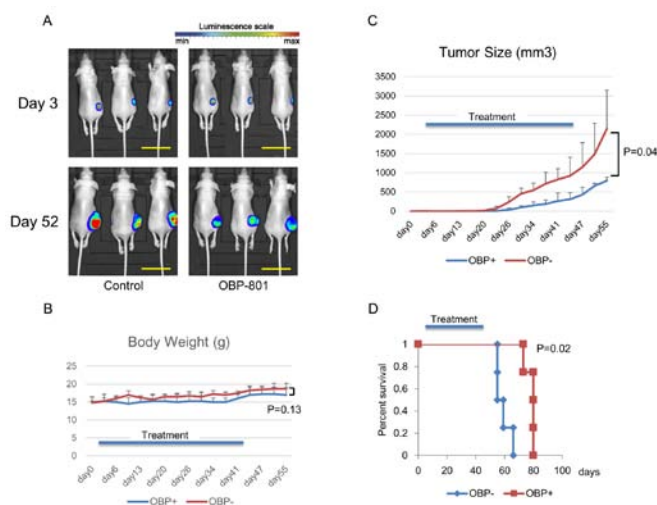 A
Luminescence scale
min
max
Day 3
Day 52
Control
OBP-801
B
Body Weight (g)
25
20
15
10
5
0
P=0.13
Treatment
day0
day6
day13
day20
day26
day34
day41
day47
day55
OBP+
OBP-
C
Tumor Size (mm3)
3500
3000
2500
2000
1500
1000
500
0
Treatment
P=0.04
day0
day6
day13
day20
day26
day34
day41
day47
day55
OBP+
OBP-
D
Treatment
P=0.02
Percent survival
1
0.8
0.6
0.4
0.2
0
0
20
40
60
80
100
days
OBP-
OBP+